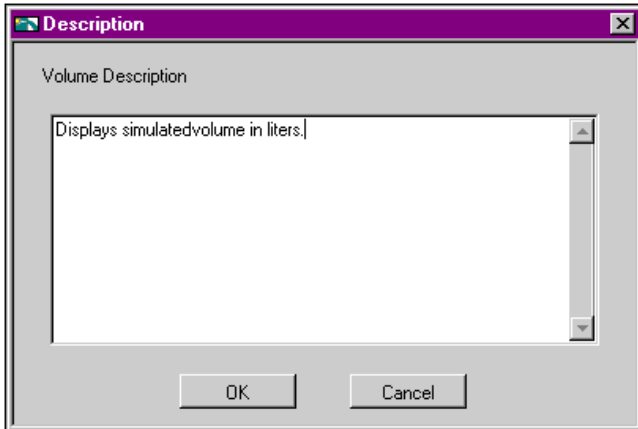 Description
Volume Description
Displays simulatedvolume in liters.
OK Cancel